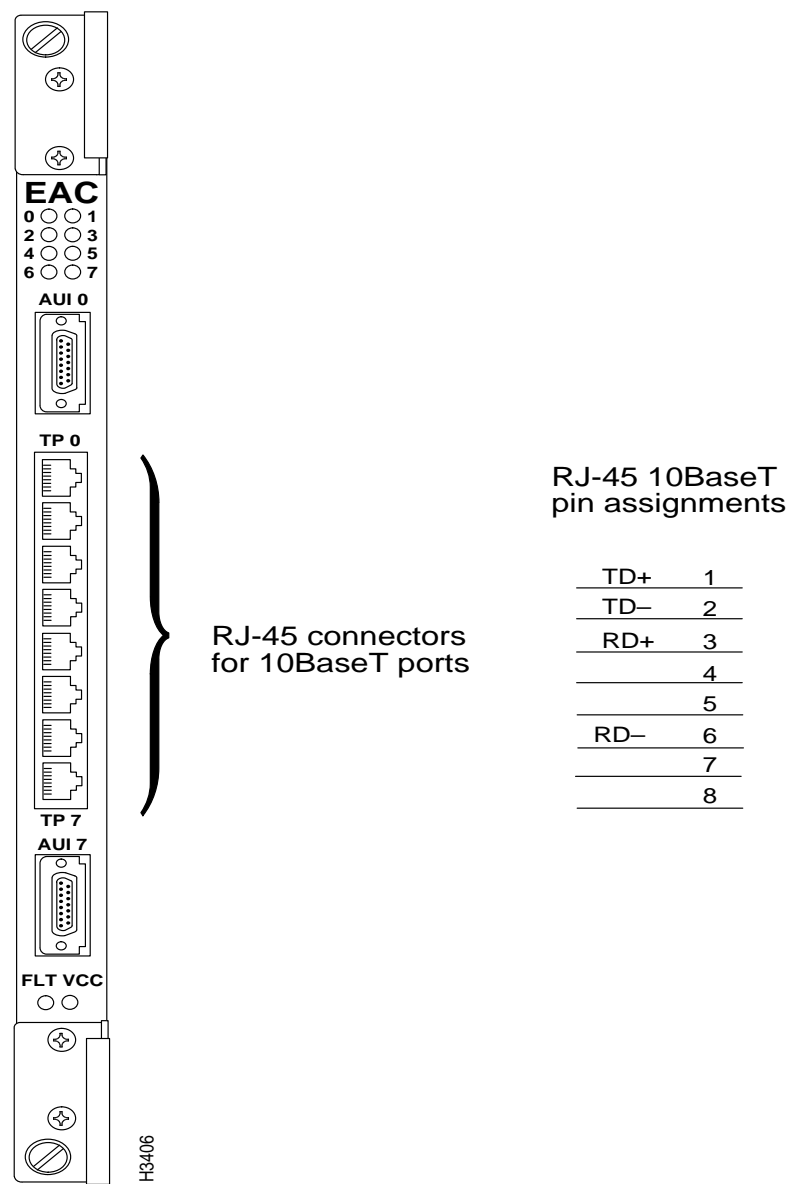 EAC
0 1
2 3
4 5
6 7
AUI 0
TP 0
TP 7
AUI 7
FLT VCC
H3406
RJ-45 connectors
for 10BaseT ports
RJ-45 10BaseT
pin assignments
TD+ 1
TD– 2
RD+ 3
4
5
RD– 6
7
8